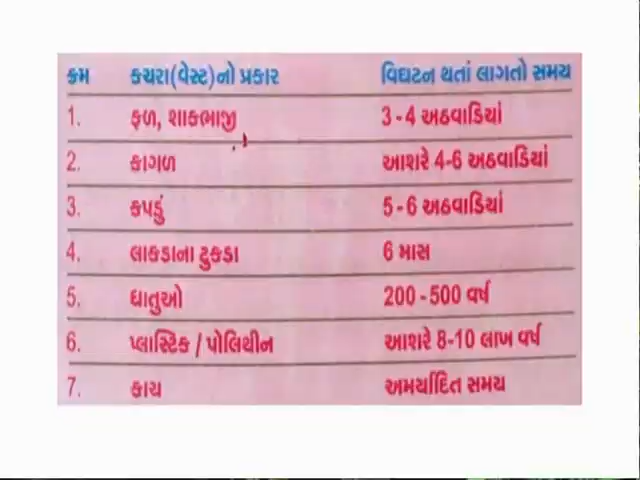 ક્રમ કચરા(વેસ્ટ)નો પ્રકાર વિઘટન થતાં લાગતો સમય
1. ફળ, શાકભાજી 3-4 અઠવાડિયાં
2. કાગળ આશરે 4-6 અઠવાડિયાં
3. કપડું 5-6 અઠવાડિયાં
4. લાકડાના ટુકડા 6 માસ
5. ધાતુઓ 200-500 વર્ષ
6. પ્લાસ્ટિક / પોલિથીન આશરે 8-10 લાખ વર્ષ
7. કાચ અમર્યાદિત સમય